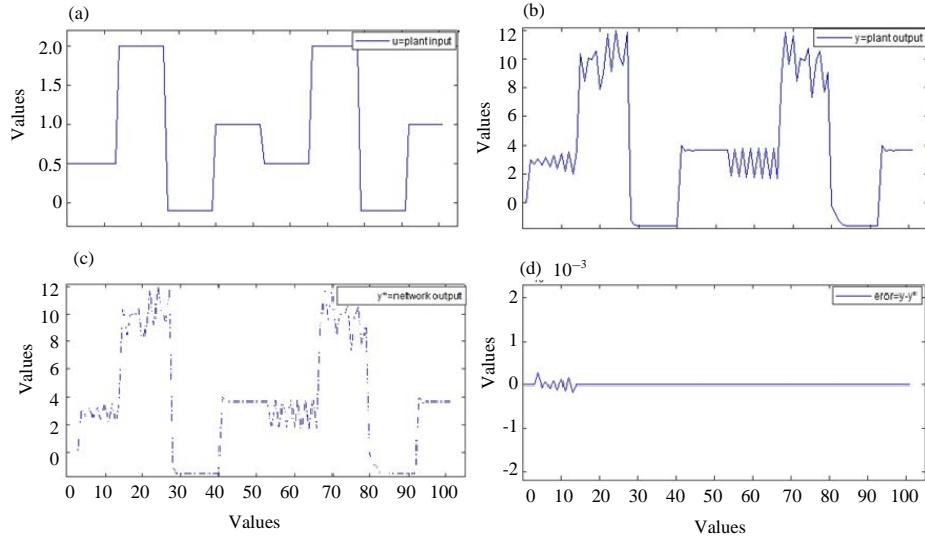 (a)
u=plant input
2.0
1.0
0.5
0
Values
(b)
y=plant output
12
10
8
6
4
2
0
Values
(c)
y*=network output
12
10
8
6
4
2
0
Values
0 10 20 30 40 50 60 70 80 90 100
Values
(d) 10⁻³
eror=y-y*
2
1
0
-1
-2
Values
0 10 20 30 40 50 60 70 80 90 100
Values